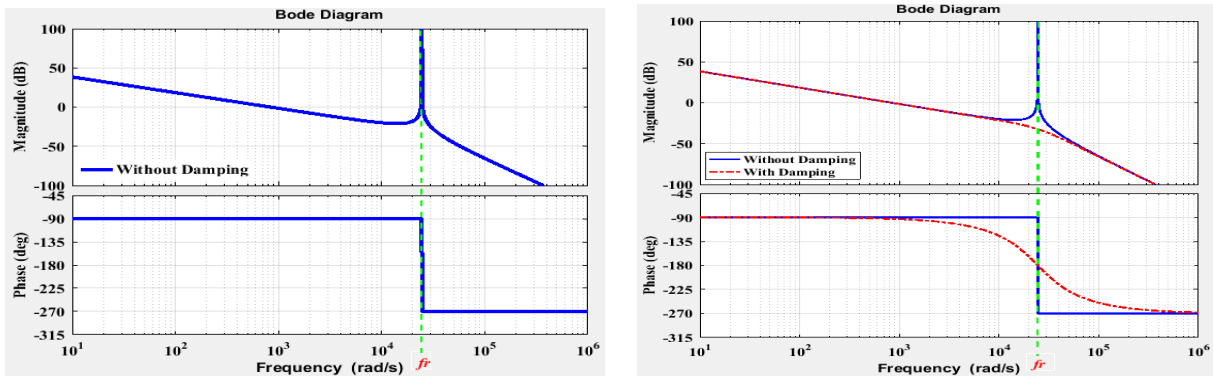 Bode Diagram
Magnitude (dB)
100
50
0
-50
-100
Without Damping
Phase (deg)
-45
-90
-135
-180
-225
-270
-315
10^1
10^2
10^3
10^4
10^5
10^6
Frequency (rad/s)
fr
Bode Diagram
Magnitude (dB)
100
50
0
-50
-100
Without Damping
With Damping
Phase (deg)
-45
-90
-135
-180
-225
-270
-315
10^1
10^2
10^3
10^4
10^5
10^6
Frequency (rad/s)
fr